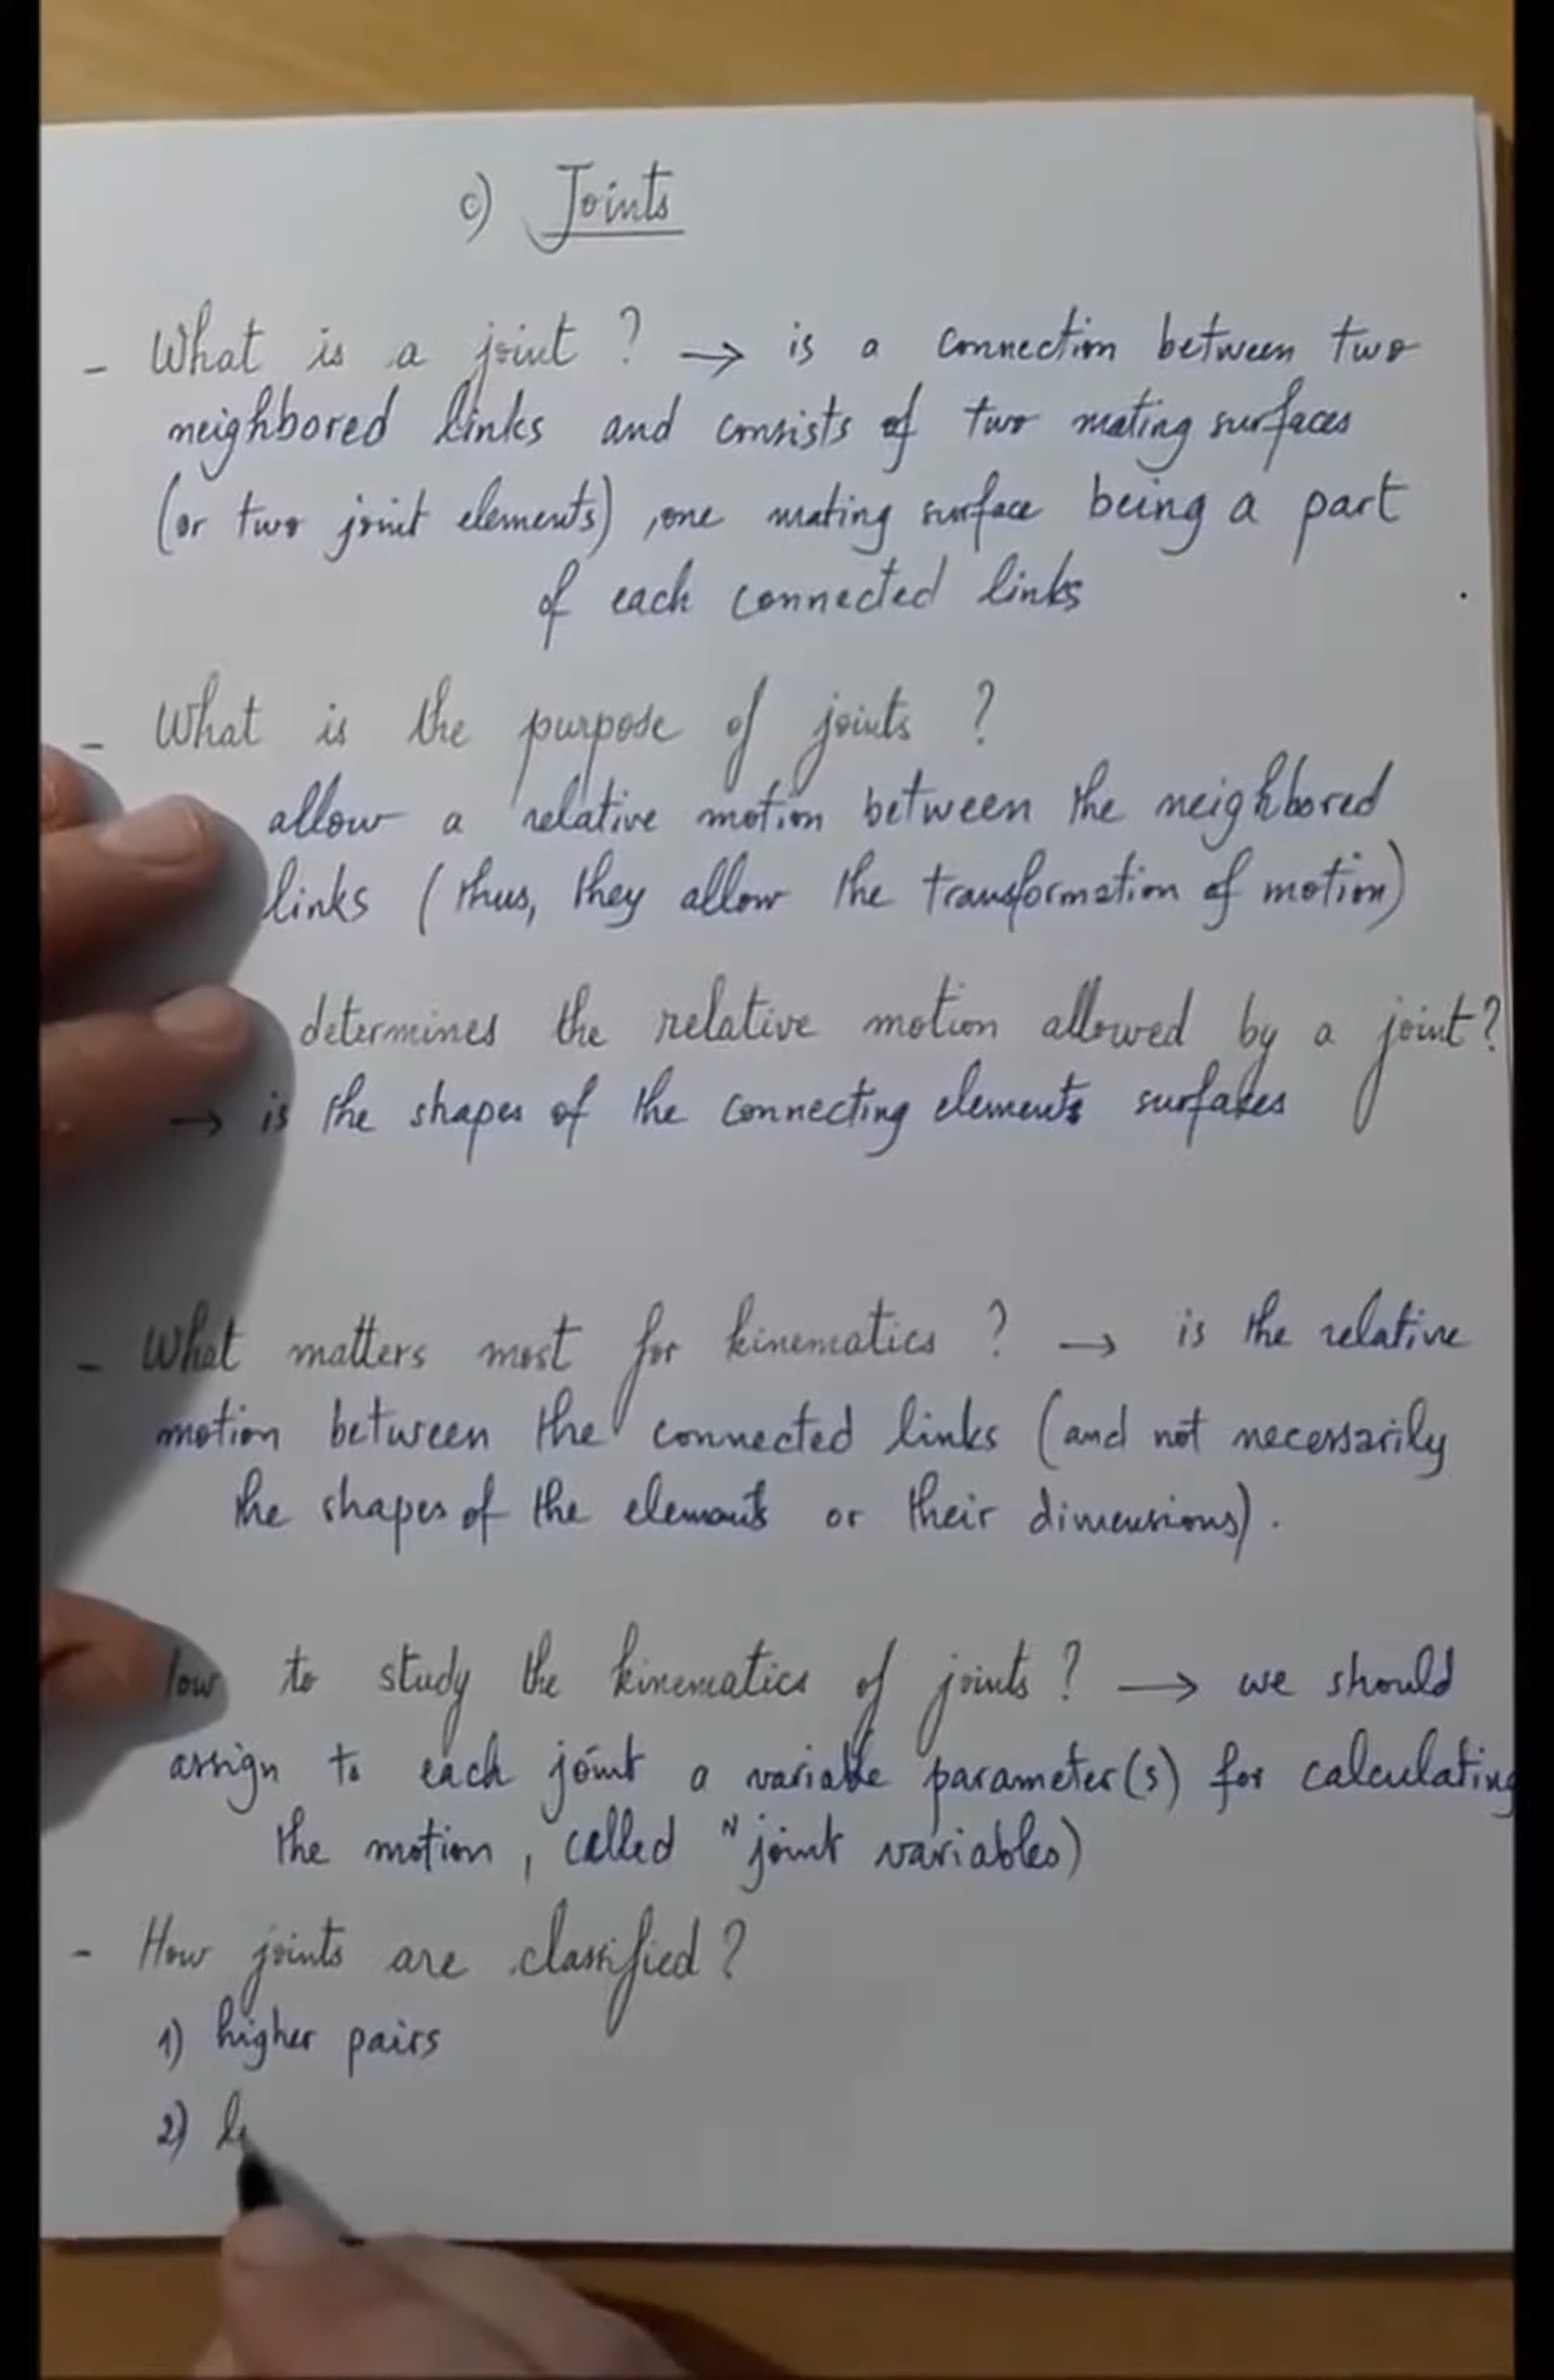 c) Joints
- What is a joint ? → is a connection between two
neighbored links and consists of two mating surfaces
(or two joint elements) , one mating surface being a part
of each connected links
- What is the purpose of joints ?
allow a relative motion between the neighbored
links ( thus, they allow the transformation of motion)
determines the relative motion allowed by a joint?
→ is the shapes of the connecting elements surfaces
- What matters most for kinematics ? → is the relative
motion between the connected links (and not necessarily
the shapes of the elements or their dimensions) .
to study the kinematics of joints ? → we should
assign to each joint a variable parameter(s) for calculating
the motion , called "joint variables)
- How joints are classified ?
1) higher pairs
2)